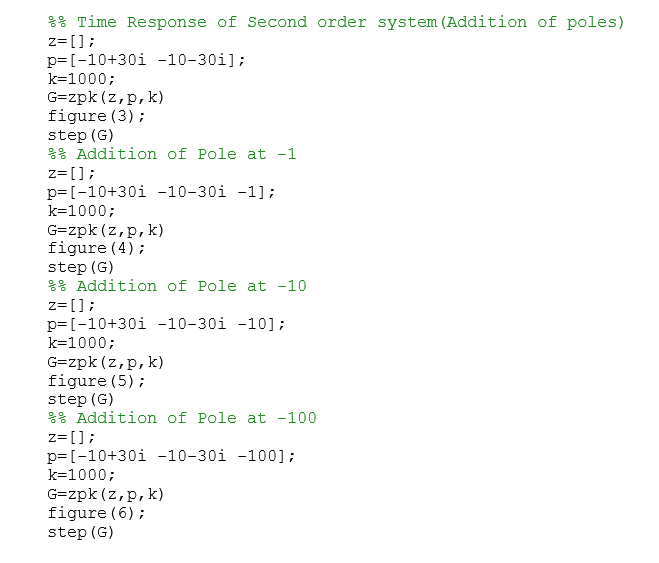 %% Time Response of Second order system(Addition of poles)
z=[];
p=[-10+30i -10-30i];
k=1000;
G=zpk(z,p,k)
figure(3);
step(G)
%% Addition of Pole at -1
z=[];
p=[-10+30i -10-30i -1];
k=1000;
G=zpk(z,p,k)
figure(4);
step(G)
%% Addition of Pole at -10
z=[];
p=[-10+30i -10-30i -10];
k=1000;
G=zpk(z,p,k)
figure(5);
step(G)
%% Addition of Pole at -100
z=[];
p=[-10+30i -10-30i -100];
k=1000;
G=zpk(z,p,k)
figure(6);
step(G)